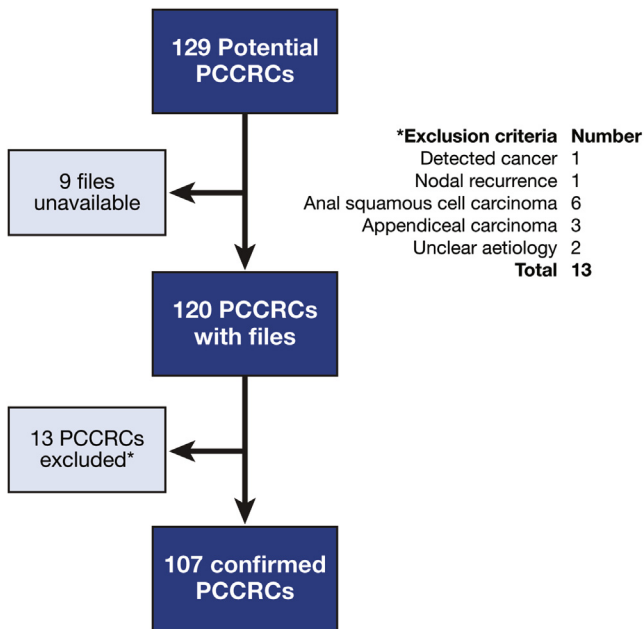 129 Potential
PCCRCs
*Exclusion criteria Number
Detected cancer 1
Nodal recurrence 1
Anal squamous cell carcinoma 6
Appendiceal carcinoma 3
Unclear aetiology 2
Total 13
9 files
unavailable
120 PCCRCs
with files
13 PCCRCs
excluded*
107 confirmed
PCCRCs